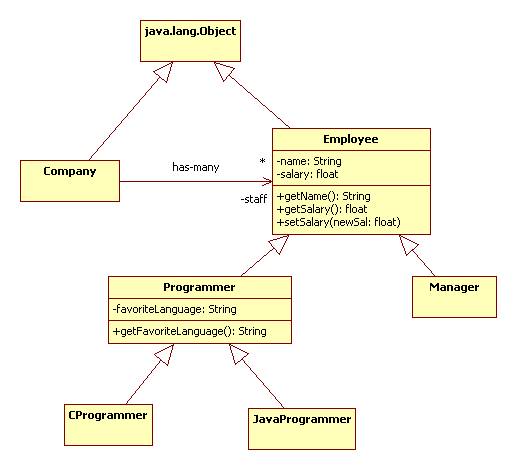 java.lang.Object
Employee
-name: String
-salary: float
+getName(): String
+getSalary(): float
+setSalary(newSal: float)
Company
has-many
*
-staff
Programmer
-favoriteLanguage: String
+getFavoriteLanguage(): String
Manager
CProgrammer
JavaProgrammer